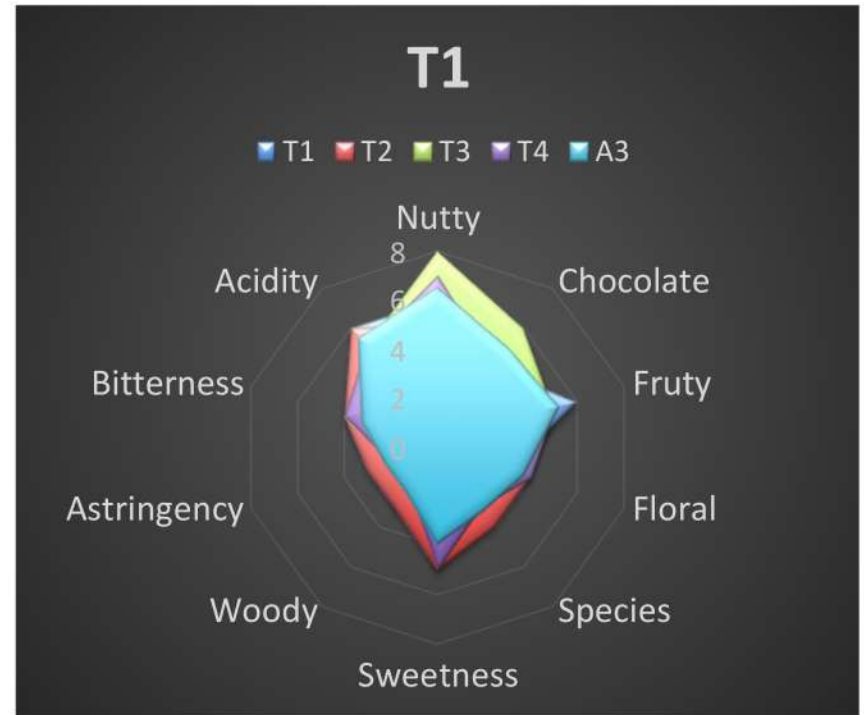 T1
T1 T2 T3 T4 A3
Nutty
8
Acidity Chocolate
6
4
Bitterness Fruty
2
0
Astringency Floral
Woody Species
Sweetness